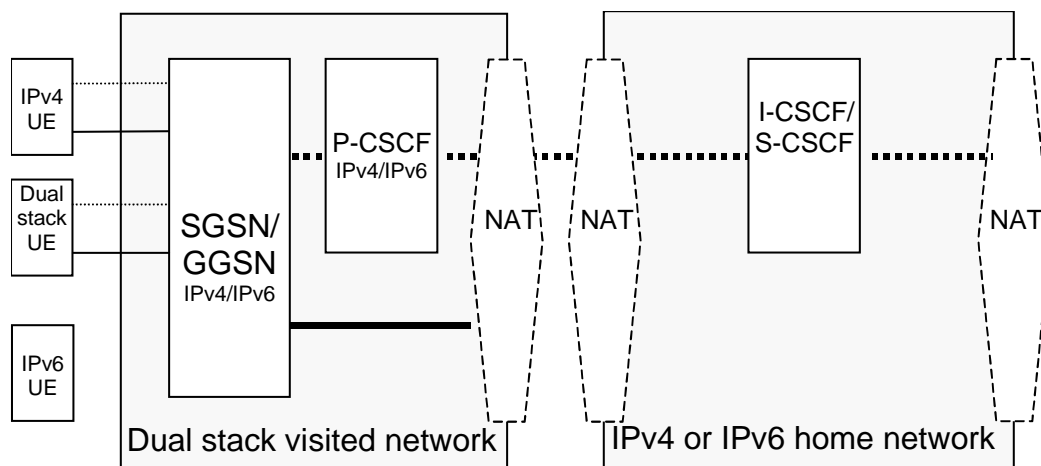 IPv4
UE
Dual
stack
UE
IPv6
UE
SGSN/
GGSN
IPv4/IPv6
P-CSCF
IPv4/IPv6
NAT
Dual stack visited network
NAT
I-CSCF/
S-CSCF
NAT
IPv4 or IPv6 home network